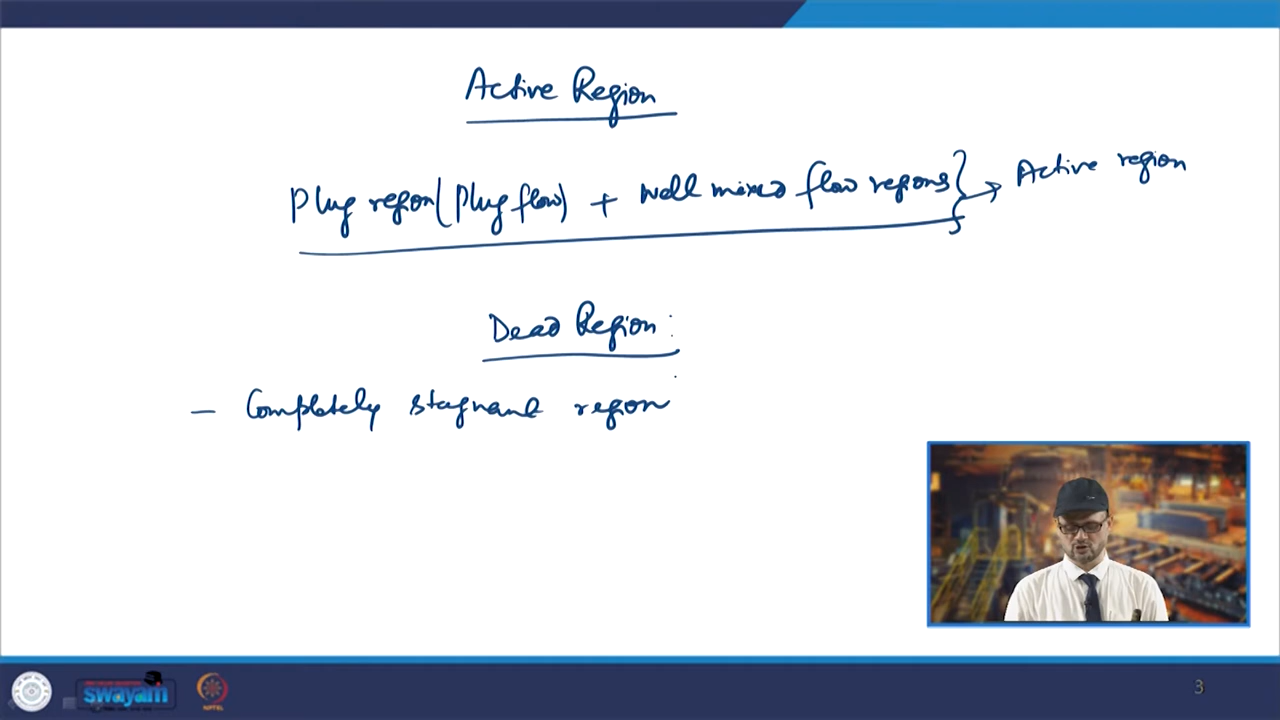 Active Region
Plug region (Plug flow) + well mixed flow regions} → Active region
Dead Region:
- Completely stagnant region
swayam
NPTEL
3